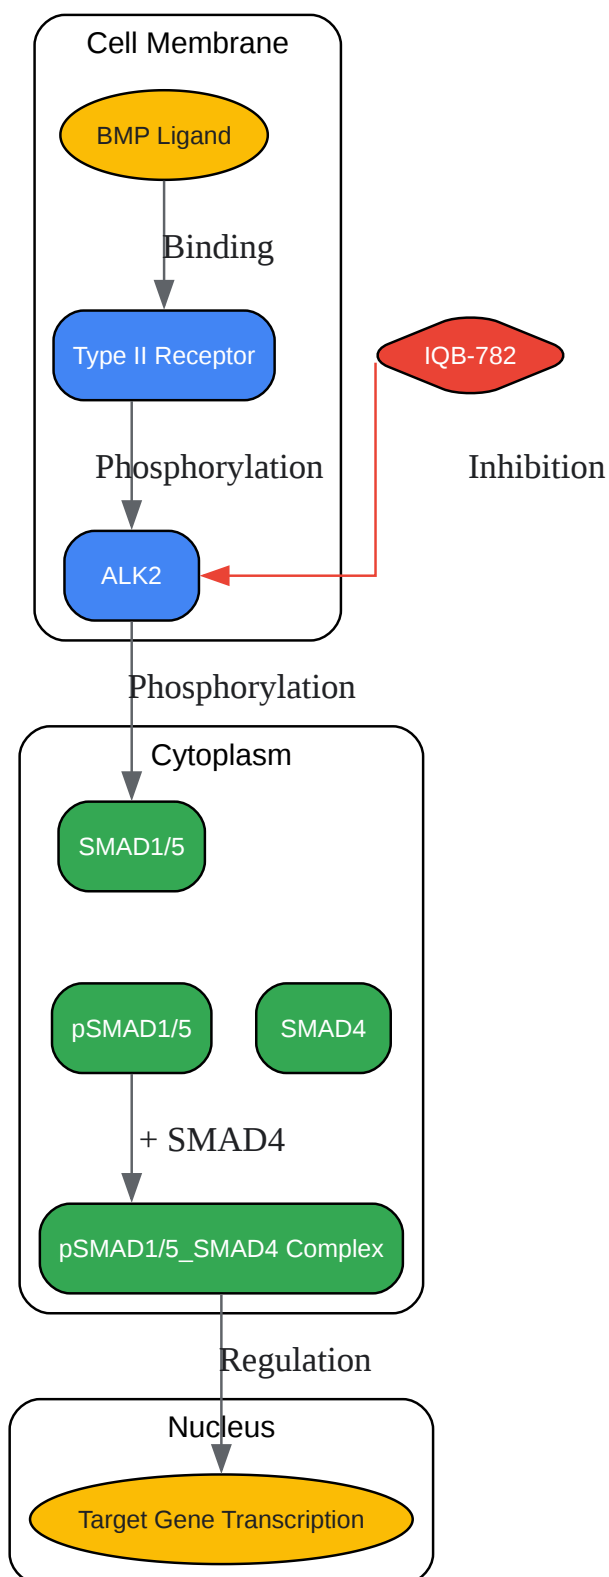 Cell Membrane
BMP Ligand
Binding
Type II Receptor
IQB-782
Phosphorylation
Inhibition
ALK2
Phosphorylation
Cytoplasm
SMAD1/5
pSMAD1/5
SMAD4
+ SMAD4
pSMAD1/5_SMAD4 Complex
Regulation
Nucleus
Target Gene Transcription